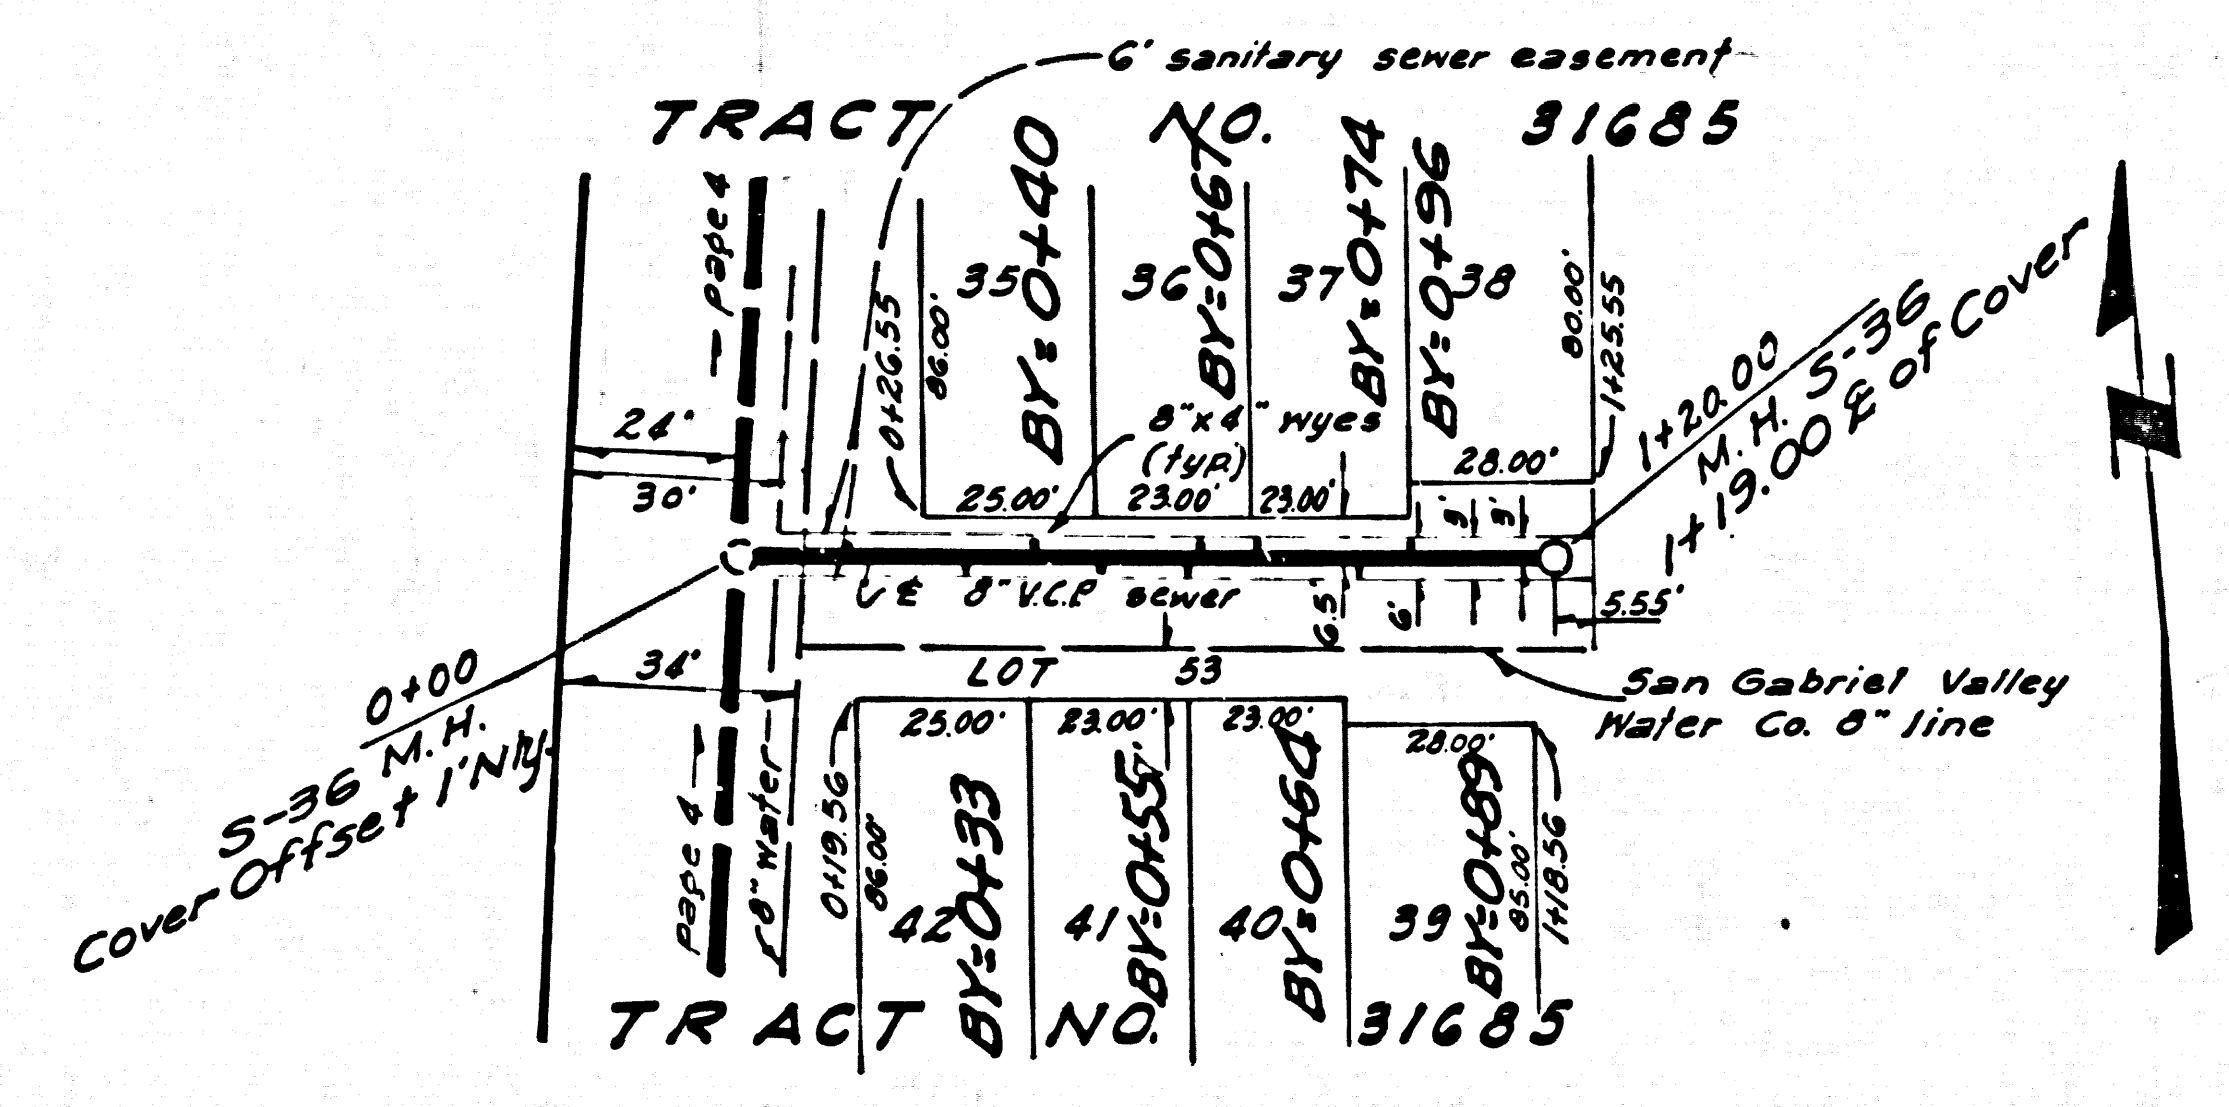 6' sanitary sewer easement
TRACT NO. 31685
page 4
BY=0+40
BY=0+67
BY=0+74
BY=0+96
35
36
37
38
0+26.55
86.00'
80.00'
1+25.55
24'
30'
8"x4" wyes
(typ.)
25.00'
23.00'
23.00'
28.00'
3'
3'
1+20.00
M.H. S-36
1+19.00 ℄ of Cover
℄ 8" V.C.P. sewer
6.5'
6'
5.55'
0+00
M.H.
S-36
Cover Offset 1' N'ly.
34'
LOT 53
San Gabriel Valley
Water Co. 8" line
25.00'
23.00'
23.00'
28.00'
page 4
8" Water
0+19.56
86.00'
42
41
40
39
BY=0+33
BY=0+55
BY=0+64
BY=0+89
85.00'
1+18.56
TRACT NO. 31685